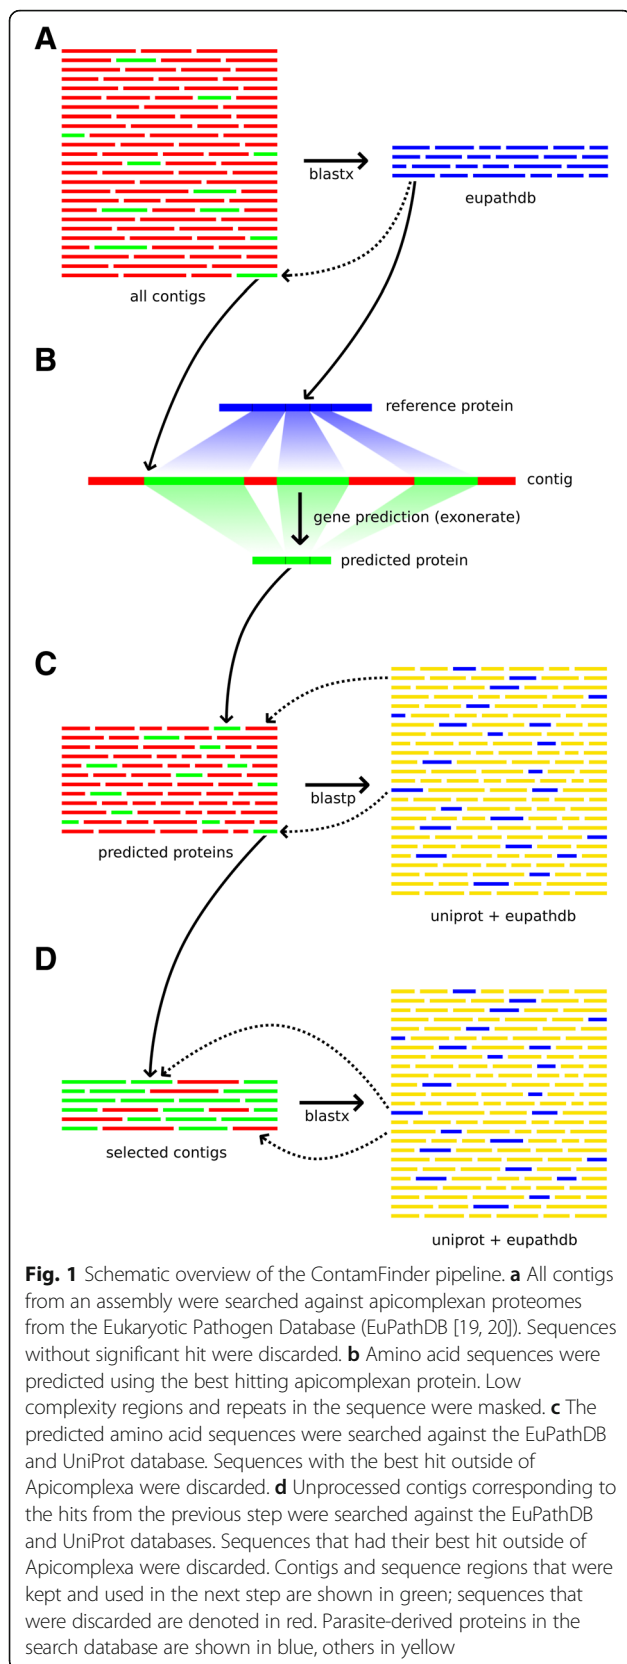 A
blastx
eupathdb
all contigs
B
reference protein
contig
gene prediction (exonerate)
predicted protein
C
blastp
predicted proteins
uniprot + eupathdb
D
blastx
selected contigs
uniprot + eupathdb
Fig. 1 Schematic overview of the ContamFinder pipeline. a All contigs
from an assembly were searched against apicomplexan proteomes
from the Eukaryotic Pathogen Database (EuPathDB [19, 20]). Sequences
without significant hit were discarded. b Amino acid sequences were
predicted using the best hitting apicomplexan protein. Low
complexity regions and repeats in the sequence were masked. c The
predicted amino acid sequences were searched against the EuPathDB
and UniProt database. Sequences with the best hit outside of
Apicomplexa were discarded. d Unprocessed contigs corresponding to
the hits from the previous step were searched against the EuPathDB
and UniProt databases. Sequences that had their best hit outside of
Apicomplexa were discarded. Contigs and sequence regions that were
kept and used in the next step are shown in green; sequences that
were discarded are denoted in red. Parasite-derived proteins in the
search database are shown in blue, others in yellow